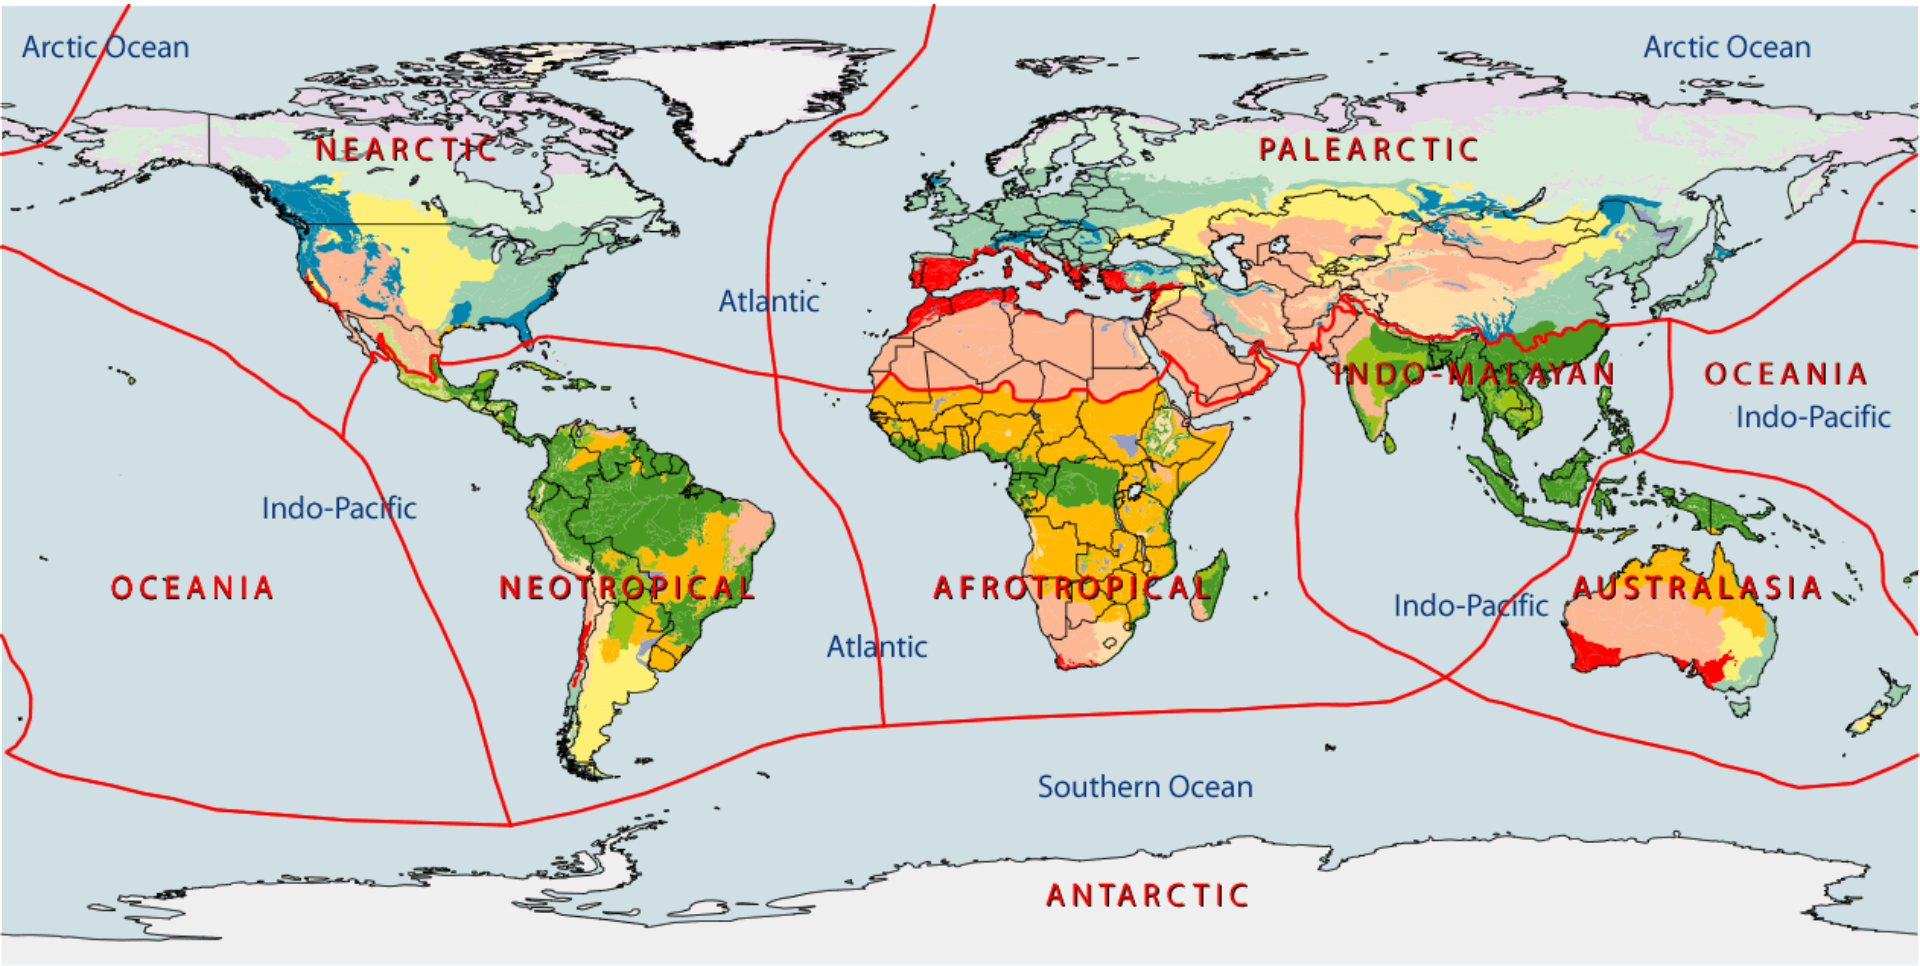 Arctic Ocean
Arctic Ocean
NEARCTIC
PALEARCTIC
Atlantic
INDO-MALAYAN
OCEANIA
Indo-Pacific
Indo-Pacific
OCEANIA
NEOTROPICAL
AFROTROPICAL
AUSTRALASIA
Indo-Pacific
Atlantic
Southern Ocean
ANTARCTIC